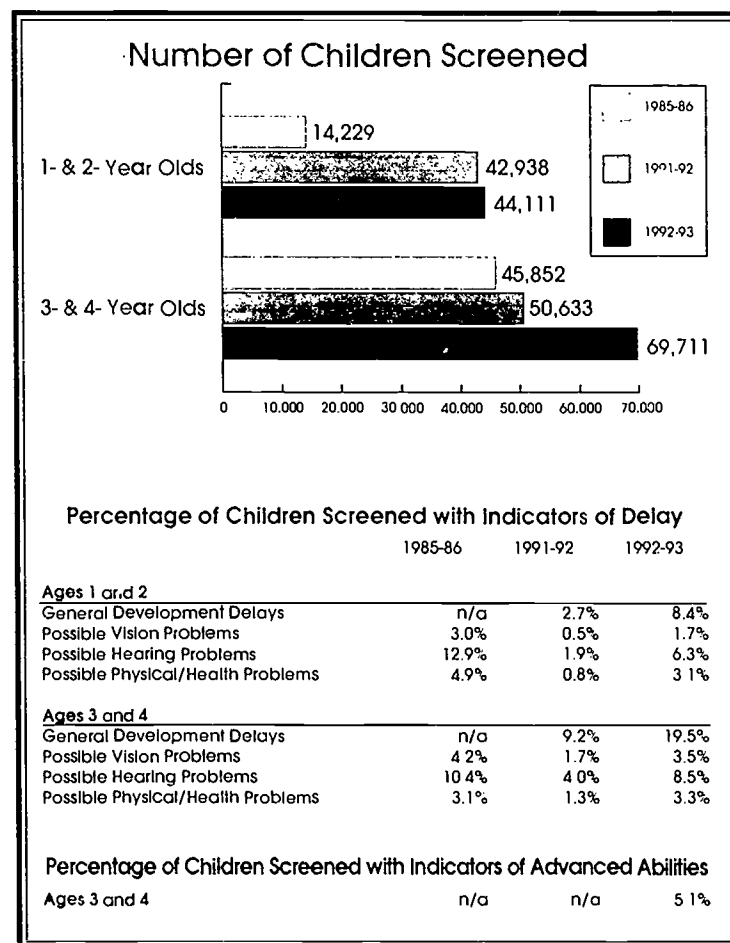 Number of Children Screened
1985-86
1991-92
1992-93
1- & 2- Year Olds
14,229
42,938
44,111
3- & 4- Year Olds
45,852
50,633
69,711
0 10.000 20.000 30 000 40.000 50.000 60.000 70.000
Percentage of Children Screened with Indicators of Delay
1985-86 1991-92 1992-93
Ages 1 and 2
General Development Delays n/a 2.7% 8.4%
Possible Vision Problems 3.0% 0.5% 1.7%
Possible Hearing Problems 12.9% 1.9% 6.3%
Possible Physical/Health Problems 4.9% 0.8% 3 1%
Ages 3 and 4
General Development Delays n/a 9.2% 19.5%
Possible Vision Problems 4 2% 1.7% 3.5%
Possible Hearing Problems 10 4% 4 0% 8.5%
Possible Physical/Health Problems 3.1% 1.3% 3.3%
Percentage of Children Screened with Indicators of Advanced Abilities
Ages 3 and 4 n/a n/a 5 1%